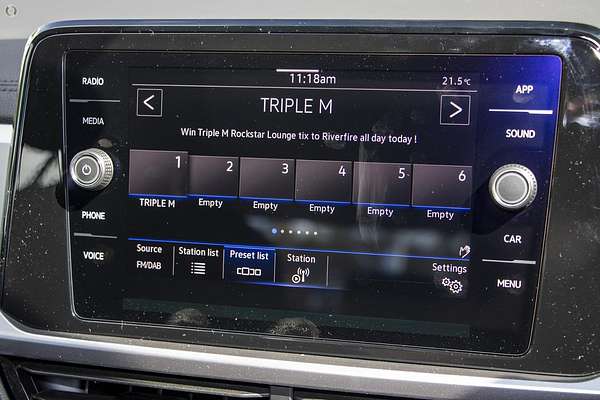 RADIO
MEDIA
PHONE
VOICE
11:18am
21.5°C
TRIPLE M
Win Triple M Rockstar Lounge tix to Riverfire all day today !
1 2 3 4 5 6
TRIPLE M Empty Empty Empty Empty Empty
Source Station list Preset list Station Settings
FM/DAB
APP
SOUND
CAR
MENU